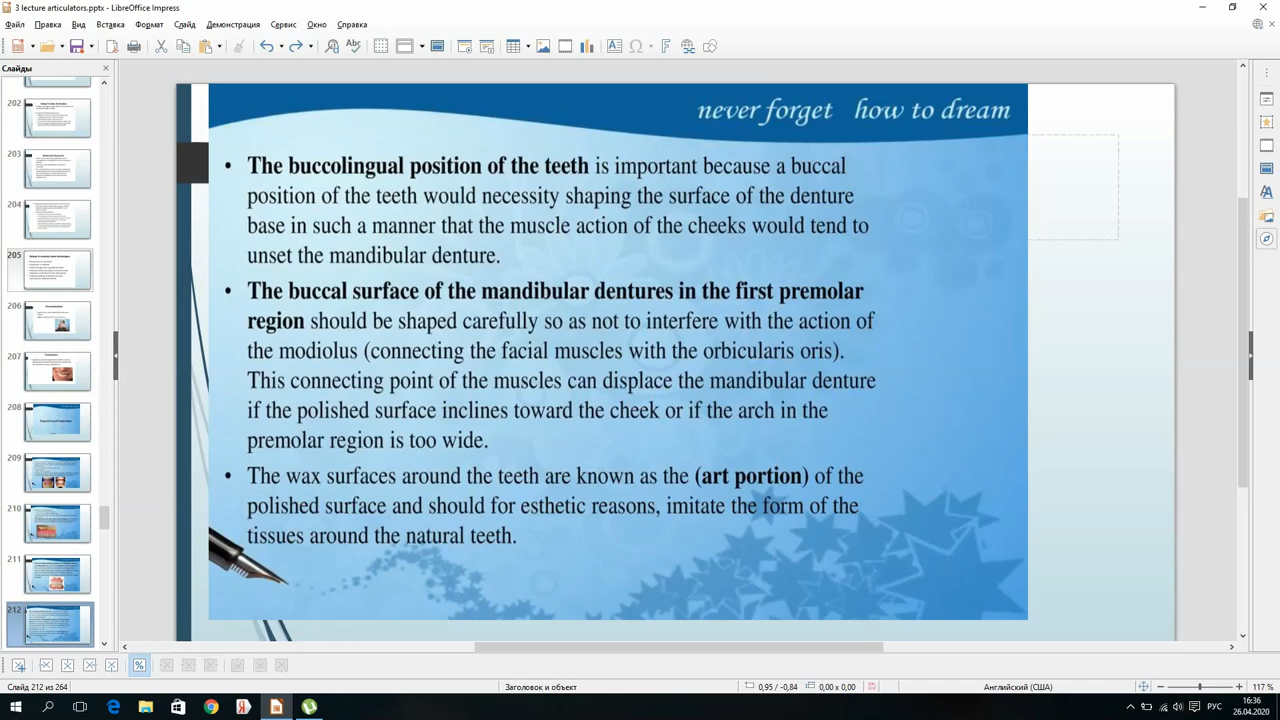 3 lecture articulators.pptx - LibreOffice Impress
Файл Правка Вид Вставка Формат Слайд Демонстрация Сервис Окно Справка
Слайды
202
203
204
205
206
207
208
209
210
211
212
never forget how to dream
• The buccolingual position of the teeth is important because a buccal
position of the teeth would necessity shaping the surface of the denture
base in such a manner that the muscle action of the cheeks would tend to
unset the mandibular denture.
• The buccal surface of the mandibular dentures in the first premolar
region should be shaped carefully so as not to interfere with the action of
the modiolus (connecting the facial muscles with the orbicularis oris).
This connecting point of the muscles can displace the mandibular denture
if the polished surface inclines toward the cheek or if the arch in the
premolar region is too wide.
• The wax surfaces around the teeth are known as the (art portion) of the
polished surface and should for esthetic reasons, imitate the form of the
tissues around the natural teeth.
Слайд 212 из 264 Заголовок и объект 0,95 / -0,84 0,00 x 0,00 Английский (США) 117 %
РУС
16:36
26.04.2020